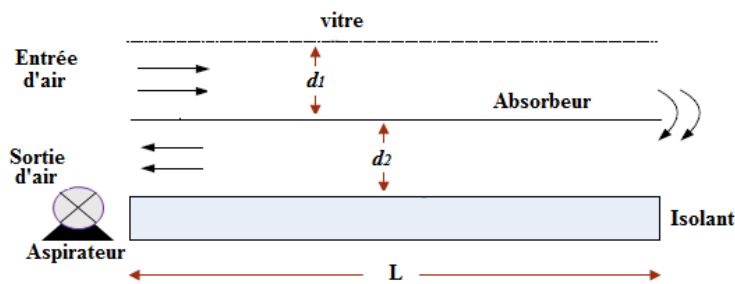 vitre
Entrée
d'air
d1
Absorbeur
Sortie
d'air
d2
Isolant
Aspirateur
L